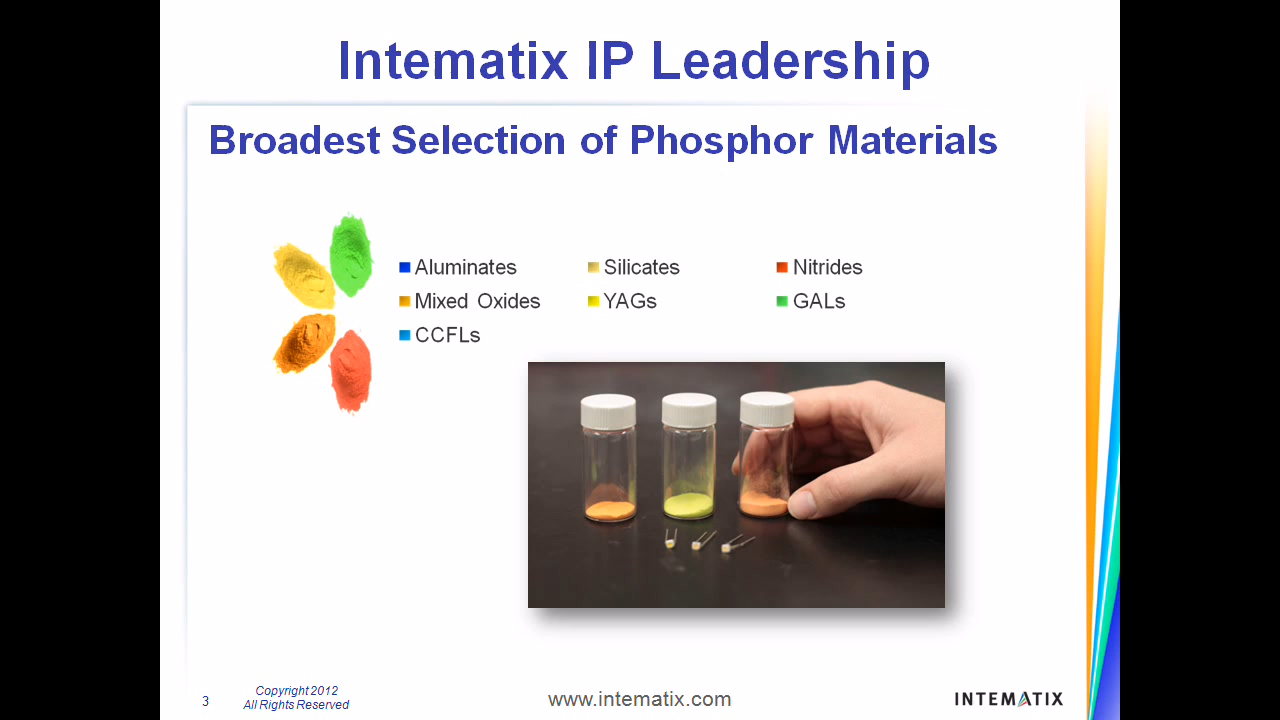 Intematix IP Leadership
Broadest Selection of Phosphor Materials
Aluminates Silicates Nitrides
Mixed Oxides YAGs GALs
CCFLs
3
Copyright 2012
All Rights Reserved
www.intematix.com
INTEMATIX